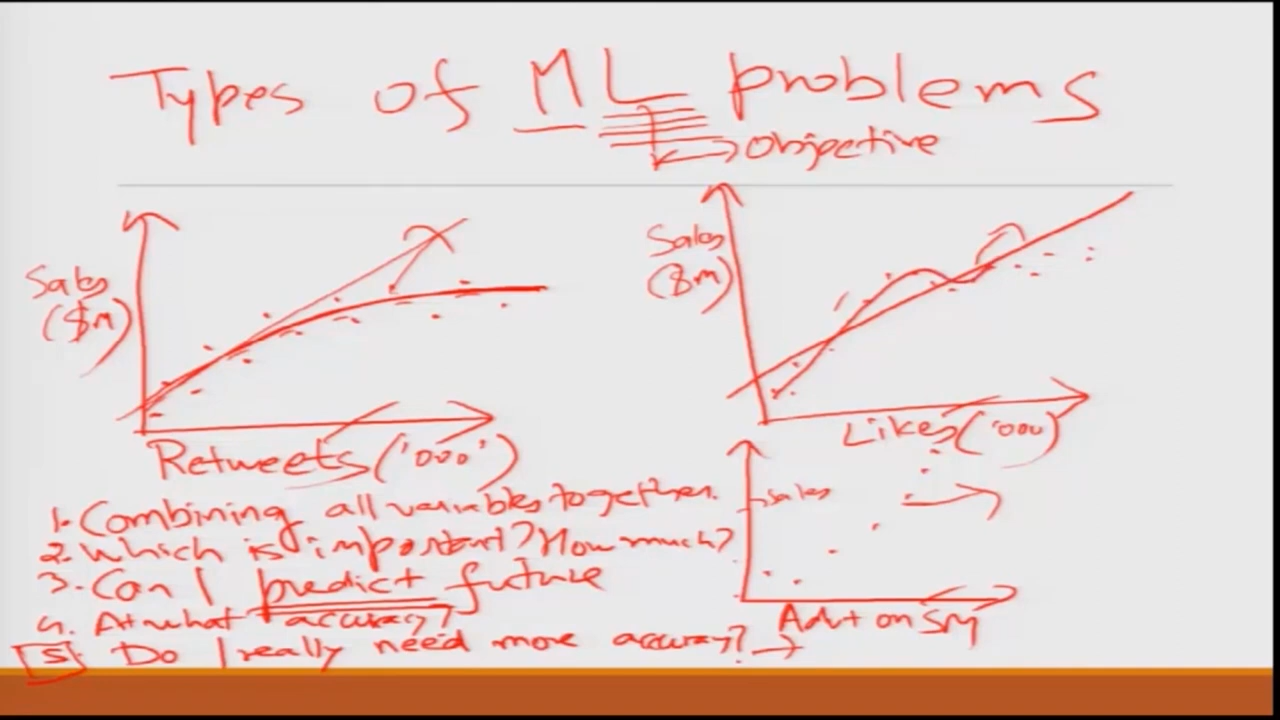 Types of ML problems
Objective
Sales
($m)
Retweets ('000')
Sales
($m)
Likes ('000)
1. Combining all variables together.
2. Which is important? How much?
3. Can I predict future
4. At what accuracy?
5. Do I really need more accuracy?
Sales
Advt on SM